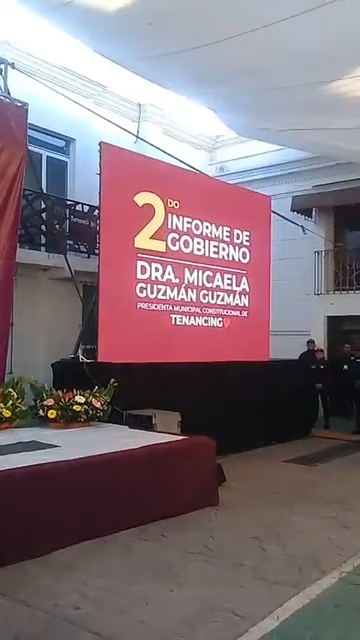 2DO
INFORME DE
GOBIERNO
DRA. MICAELA
GUZMÁN GUZMÁN
PRESIDENTA MUNICIPAL CONSTITUCIONAL DE
TENANCING